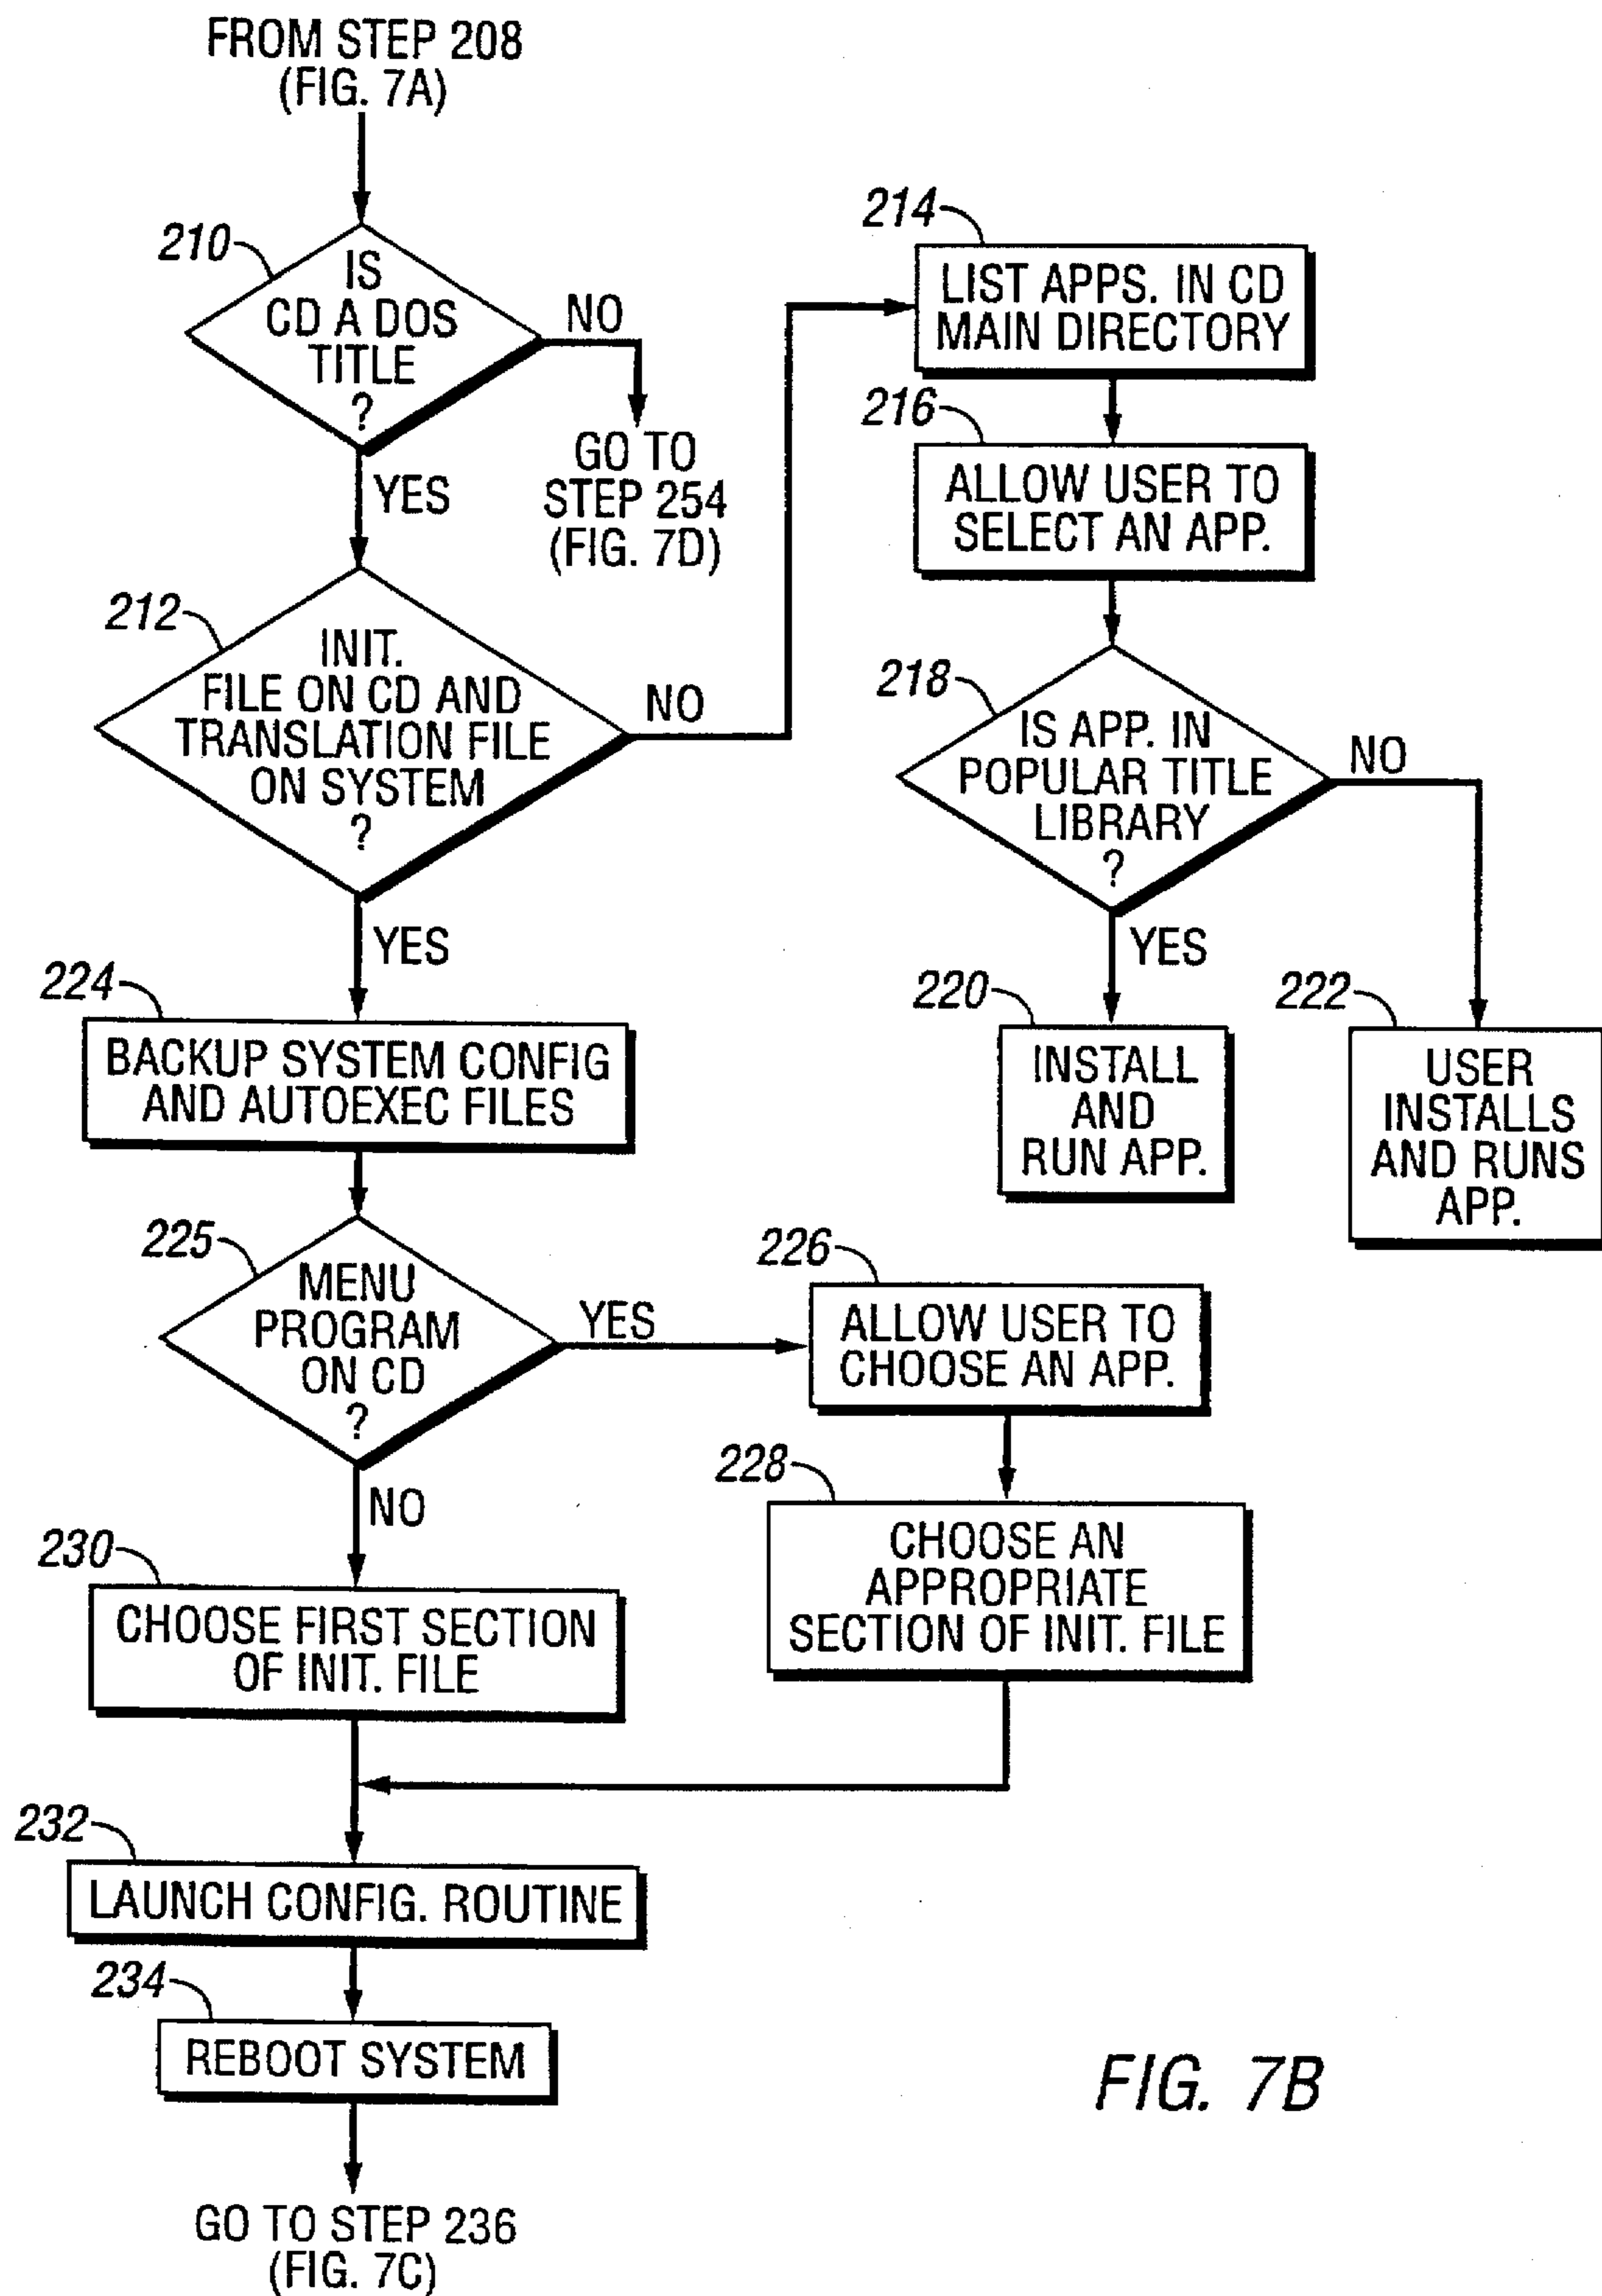 FROM STEP 208
(FIG. 7A)
210
IS
CD A DOS
TITLE
?
NO
GO TO
STEP 254
(FIG. 7D)
YES
212
INIT.
FILE ON CD AND
TRANSLATION FILE
ON SYSTEM
?
NO
YES
214
LIST APPS. IN CD
MAIN DIRECTORY
216
ALLOW USER TO
SELECT AN APP.
218
IS APP. IN
POPULAR TITLE
LIBRARY
?
NO
YES
220
INSTALL
AND
RUN APP.
222
USER
INSTALLS
AND RUNS
APP.
224
BACKUP SYSTEM CONFIG
AND AUTOEXEC FILES
225
MENU
PROGRAM
ON CD
?
YES
NO
226
ALLOW USER TO
CHOOSE AN APP.
228
CHOOSE AN
APPROPRIATE
SECTION OF INIT. FILE
230
CHOOSE FIRST SECTION
OF INIT. FILE
232
LAUNCH CONFIG. ROUTINE
234
REBOOT SYSTEM
GO TO STEP 236
(FIG. 7C)
FIG. 7B